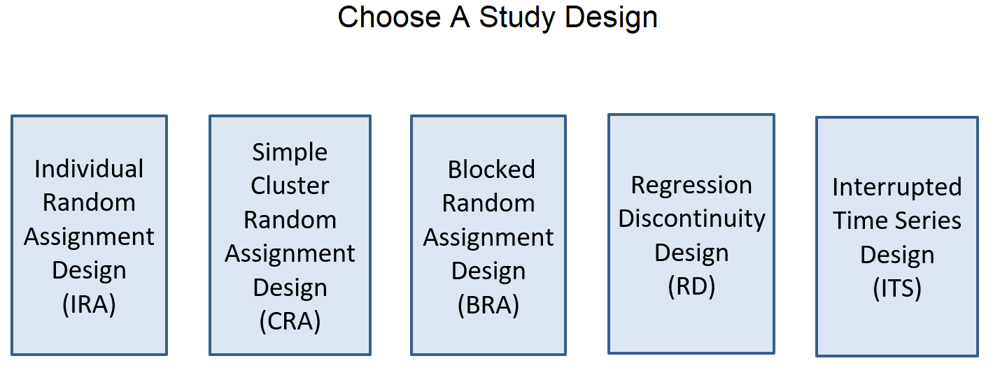 Choose A Study Design
Individual
Random
Assignment
Design
(IRA)
Simple
Cluster
Random
Assignment
Design
(CRA)
Blocked
Random
Assignment
Design
(BRA)
Regression
Discontinuity
Design
(RD)
Interrupted
Time Series
Design
(ITS)